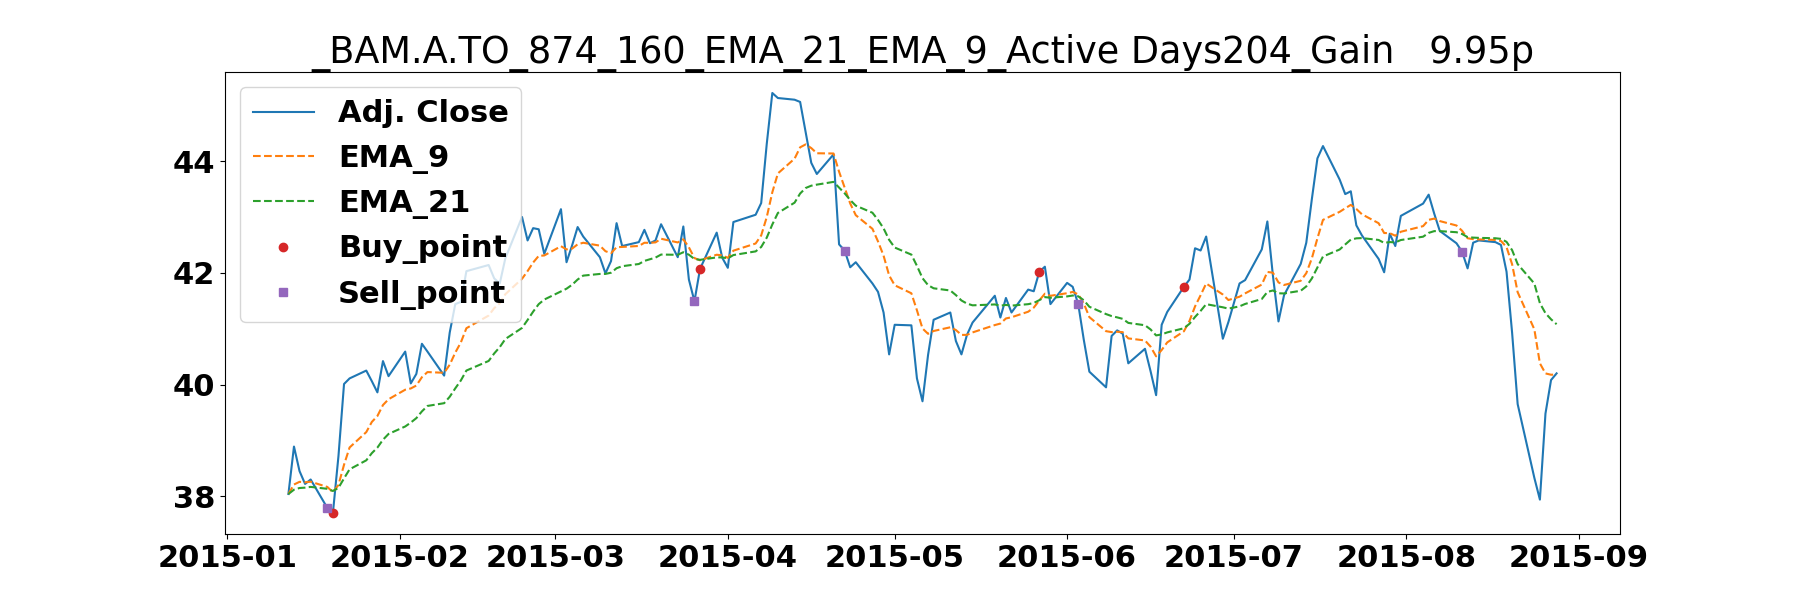 _BAM.A.TO_874_160_EMA_21_EMA_9_Active Days204_Gain   9.95p
Adj. Close
EMA_9
EMA_21
Buy_point
Sell_point
44
42
40
38
2015-01 2015-02 2015-03 2015-04 2015-05 2015-06 2015-07 2015-08 2015-09